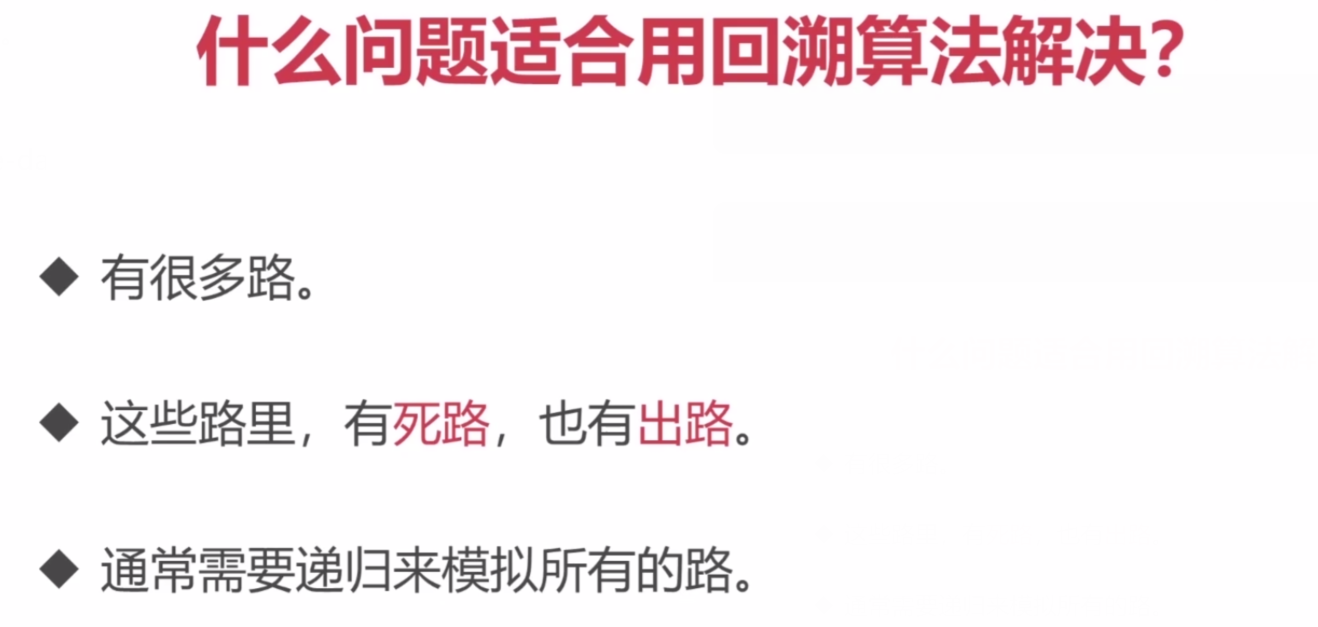 什么问题适合用回溯算法解决?
◆ 有很多路。
◆ 这些路里，有死路，也有出路。
◆ 通常需要递归来模拟所有的路。